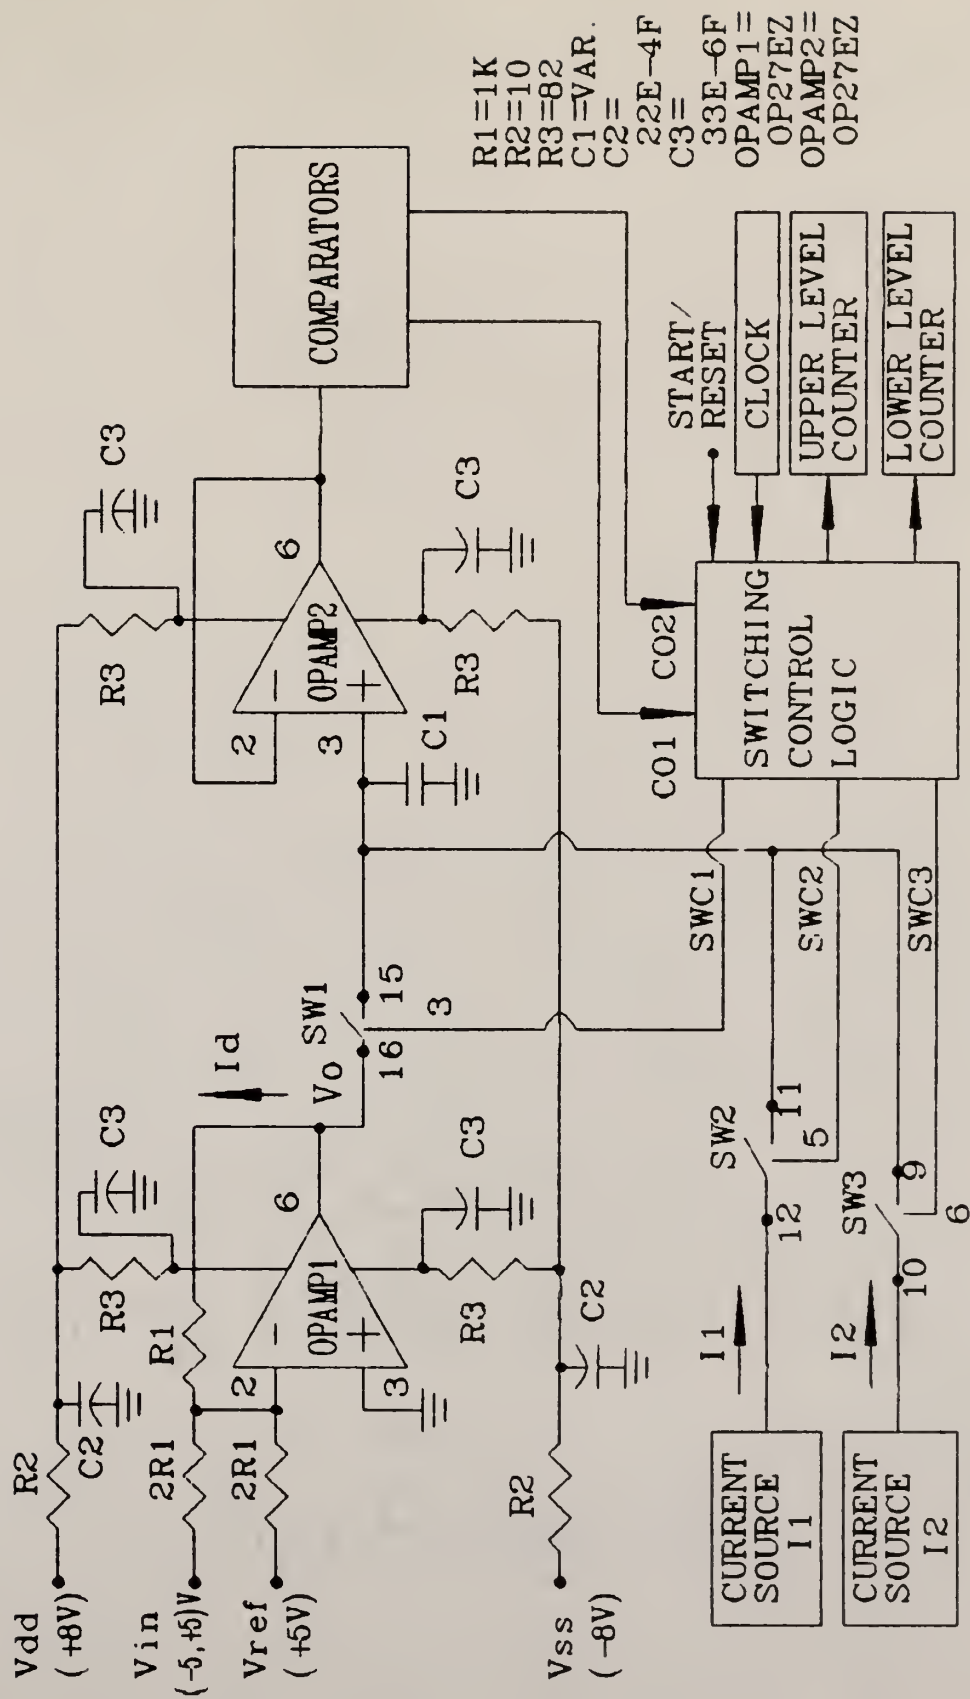 Vdd
(+8V)
R2
C2
R3
C3
R3
C3
Vin
(-5,+5)V
2R1
R1
Vref
(+5V)
2R1
2
3
OPAMP1
-
+
6
Id
Vo
SW1
16
15
3
R3
C3
2
3
OPAMP2
-
+
6
C1
R3
C3
COMPARATORS
Vss
(-8V)
R2
C2
R1=1K
R2=10
R3=82
C1=VAR.
C2=
22E-4F
C3=
33E-6F
OPAMP1=
OP27EZ
OPAMP2=
OP27EZ
CURRENT
SOURCE
I1
I1
SW2
12
11
5
CURRENT
SOURCE
I2
I2
SW3
10
9
6
SWC1
SWC2
SWC3
CO1
CO2
SWITCHING
CONTROL
LOGIC
START/
RESET
CLOCK
UPPER LEVEL
COUNTER
LOWER LEVEL
COUNTER